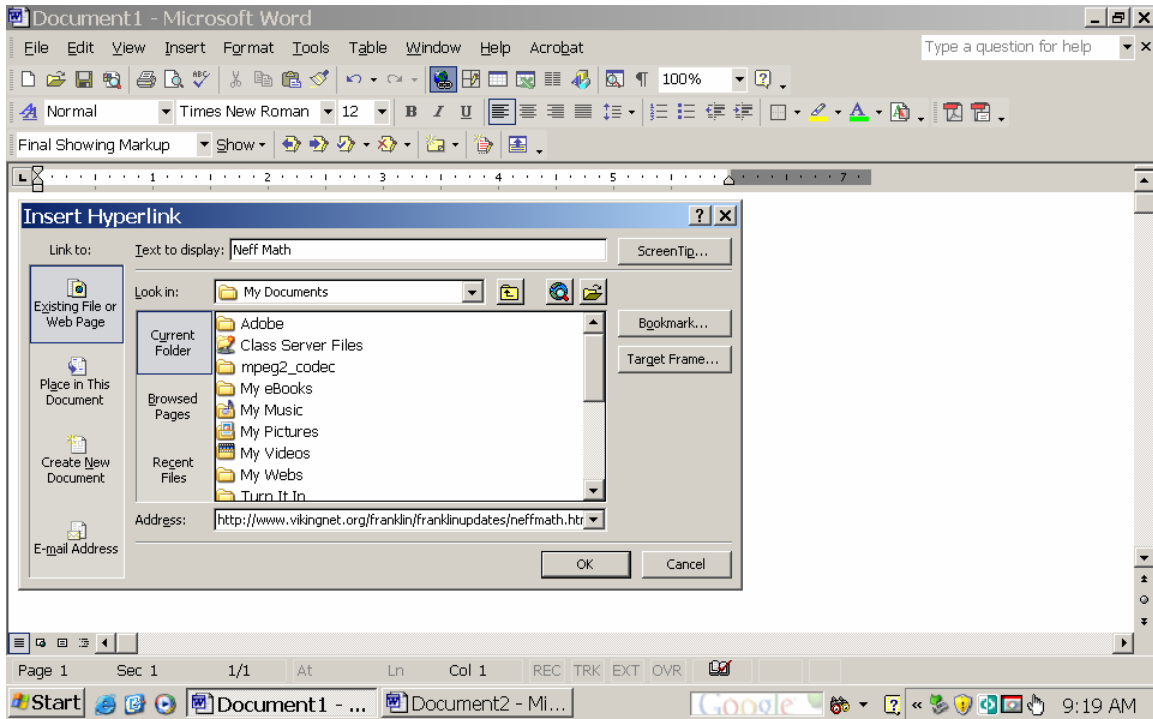 Document1 - Microsoft Word
File Edit View Insert Format Tools Table Window Help Acrobat Type a question for help
100%
Normal Times New Roman 12 B I U
Final Showing Markup Show
1 2 3 4 5 7
Insert Hyperlink
Link to: Text to display: Neff Math ScreenTip...
Existing File or
Web Page
Place in This
Document
Create New
Document
E-mail Address
Look in: My Documents
Current
Folder
Browsed
Pages
Recent
Files
Adobe
Class Server Files
mpeg2_codec
My eBooks
My Music
My Pictures
My Videos
My Webs
Turn It In
Bookmark...
Target Frame...
Address: http://www.vikingnet.org/franklin/franklinupdates/neffmath.htr
OK Cancel
Page 1 Sec 1 1/1 At Ln Col 1 REC TRK EXT OVR
Start Document1 - ... Document2 - Mi... Google « 9:19 AM